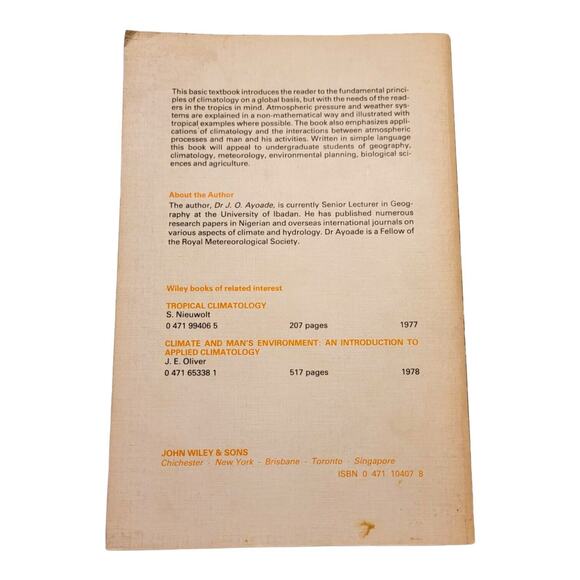 This basic textbook introduces the reader to the fundamental princi-
ples of climatology on a global basis, but with the needs of the read-
ers in the tropics in mind. Atmospheric pressure and weather sys-
tems are explained in a non-mathematical way and illustrated with
tropical examples where possible. The book also emphasizes appli-
cations of climatology and the interactions between atmospheric
processes and man and his activities. Written in simple language
this book will appeal to undergraduate students of geography,
climatology, meteorology, environmental planning, biological sci-
ences and agriculture.
About the Author
The author, Dr J. O. Ayoade, is currently Senior Lecturer in Geog-
raphy at the University of Ibadan. He has published numerous
research papers in Nigerian and overseas international journals on
various aspects of climate and hydrology. Dr Ayoade is a Fellow of
the Royal Metereorological Society.
Wiley books of related interest
TROPICAL CLIMATOLOGY
S. Nieuwolt
0 471 99406 5 207 pages 1977
CLIMATE AND MAN'S ENVIRONMENT: AN INTRODUCTION TO
APPLIED CLIMATOLOGY
J. E. Oliver
0 471 65338 1 517 pages 1978
JOHN WILEY & SONS
Chichester - New York - Brisbane - Toronto - Singapore
ISBN 0 471 10407 8